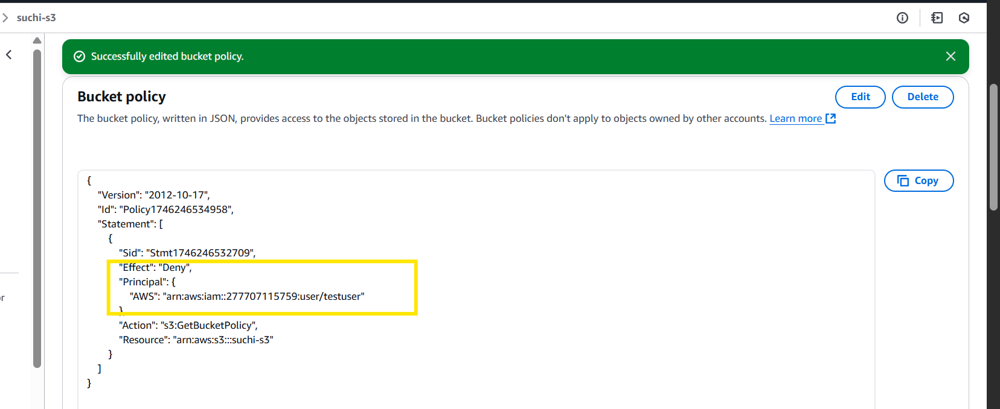 suchi-s3
Successfully edited bucket policy.
Bucket policy
Edit
Delete
The bucket policy, written in JSON, provides access to the objects stored in the bucket. Bucket policies don't apply to objects owned by other accounts. Learn more
Copy
{
"Version": "2012-10-17",
"Id": "Policy1746246534958",
"Statement": [
{
"Sid": "Stmt1746246532709",
"Effect": "Deny",
"Principal": {
"AWS": "arn:aws:iam::277707115759:user/testuser"
},
"Action": "s3:GetBucketPolicy",
"Resource": "arn:aws:s3:::suchi-s3"
}
]
}